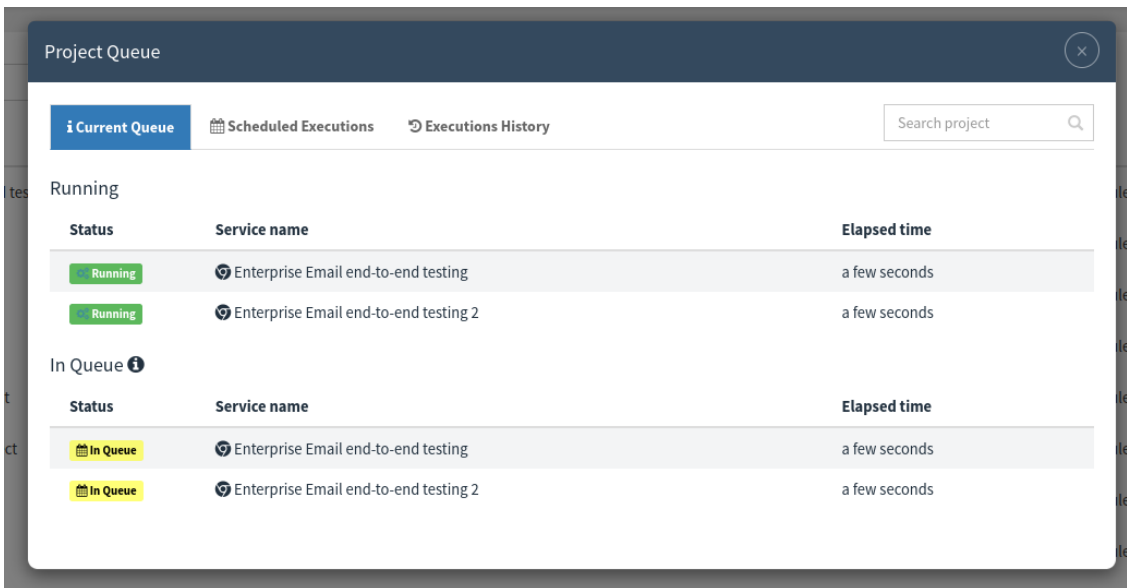 Project Queue
Current Queue Scheduled Executions Executions History Search project
Running
Status Service name Elapsed time
Running Enterprise Email end-to-end testing a few seconds
Running Enterprise Email end-to-end testing 2 a few seconds
In Queue
Status Service name Elapsed time
In Queue Enterprise Email end-to-end testing a few seconds
In Queue Enterprise Email end-to-end testing 2 a few seconds